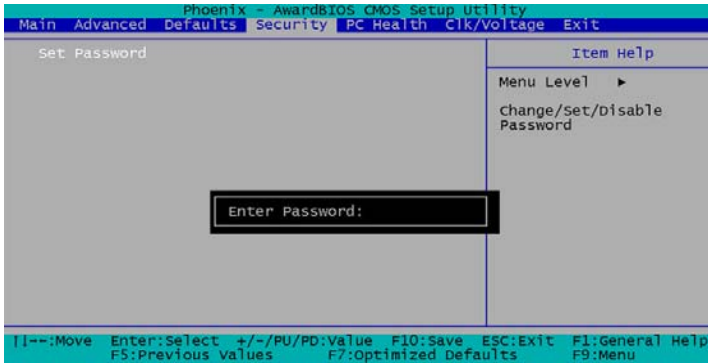 Phoenix - AwardBIOS CMOS Setup Utility
Main Advanced Defaults Security PC Health Clk/Voltage Exit
Set Password
Item Help
Menu Level ►
Change/Set/Disable
Password
Enter Password:
↑↓←→:Move Enter:Select +/-/PU/PD:Value F10:Save ESC:Exit F1:General Help
F5:Previous Values F7:Optimized Defaults F9:Menu